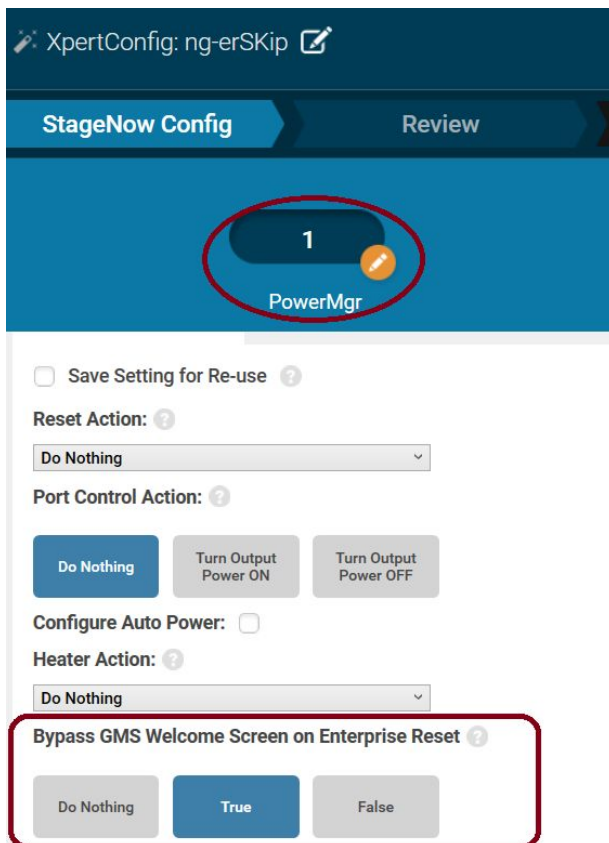 XpertConfig: ng-erSKip
StageNow Config Review
1
PowerMgr
Save Setting for Re-use ?
Reset Action: ?
Do Nothing
Port Control Action: ?
Do Nothing Turn Output Power ON Turn Output Power OFF
Configure Auto Power:
Heater Action: ?
Do Nothing
Bypass GMS Welcome Screen on Enterprise Reset ?
Do Nothing True False